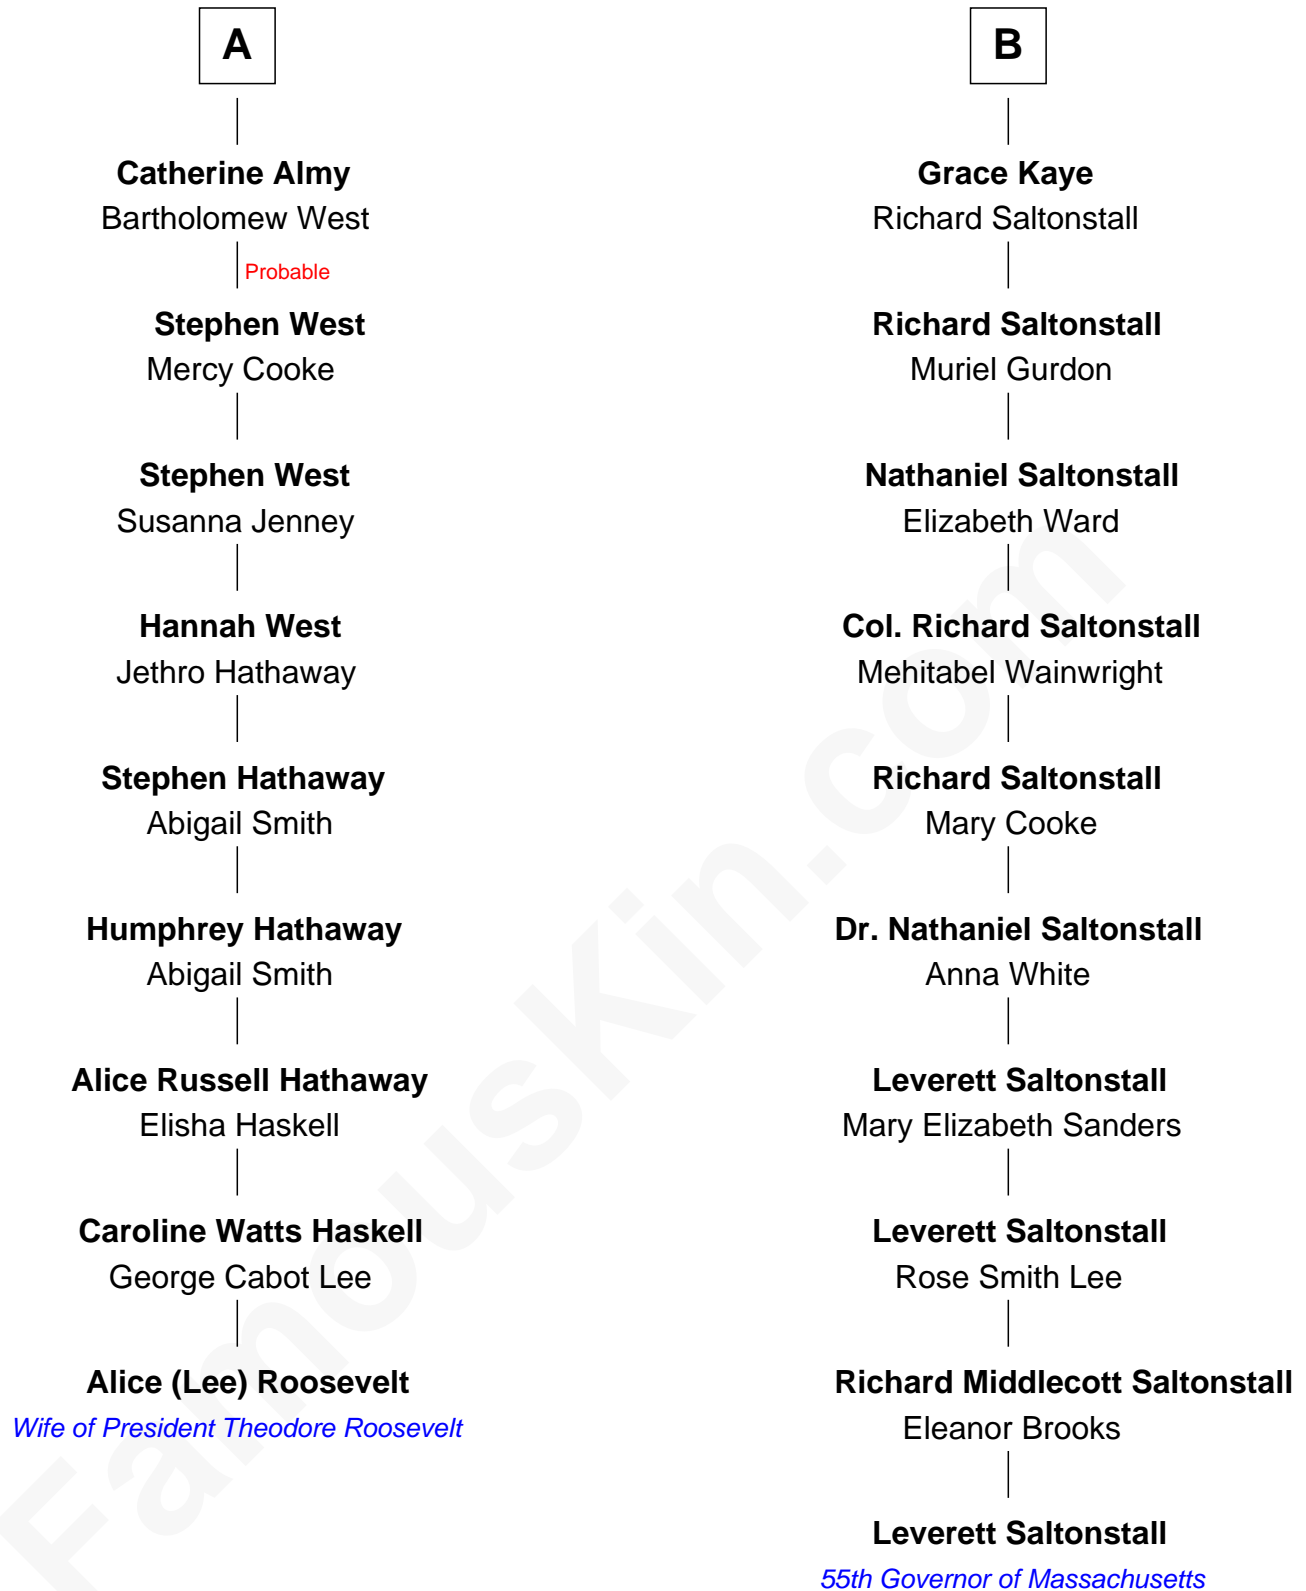 A
Catherine Almy
Bartholomew West
Probable
Stephen West
Mercy Cooke
Stephen West
Susanna Jenney
Hannah West
Jethro Hathaway
Stephen Hathaway
Abigail Smith
Humphrey Hathaway
Abigail Smith
Alice Russell Hathaway
Elisha Haskell
Caroline Watts Haskell
George Cabot Lee
Alice (Lee) Roosevelt
Wife of President Theodore Roosevelt
B
Grace Kaye
Richard Saltonstall
Richard Saltonstall
Muriel Gurdon
Nathaniel Saltonstall
Elizabeth Ward
Col. Richard Saltonstall
Mehitabel Wainwright
Richard Saltonstall
Mary Cooke
Dr. Nathaniel Saltonstall
Anna White
Leverett Saltonstall
Mary Elizabeth Sanders
Leverett Saltonstall
Rose Smith Lee
Richard Middlecott Saltonstall
Eleanor Brooks
Leverett Saltonstall
55th Governor of Massachusetts
FamousKin.com